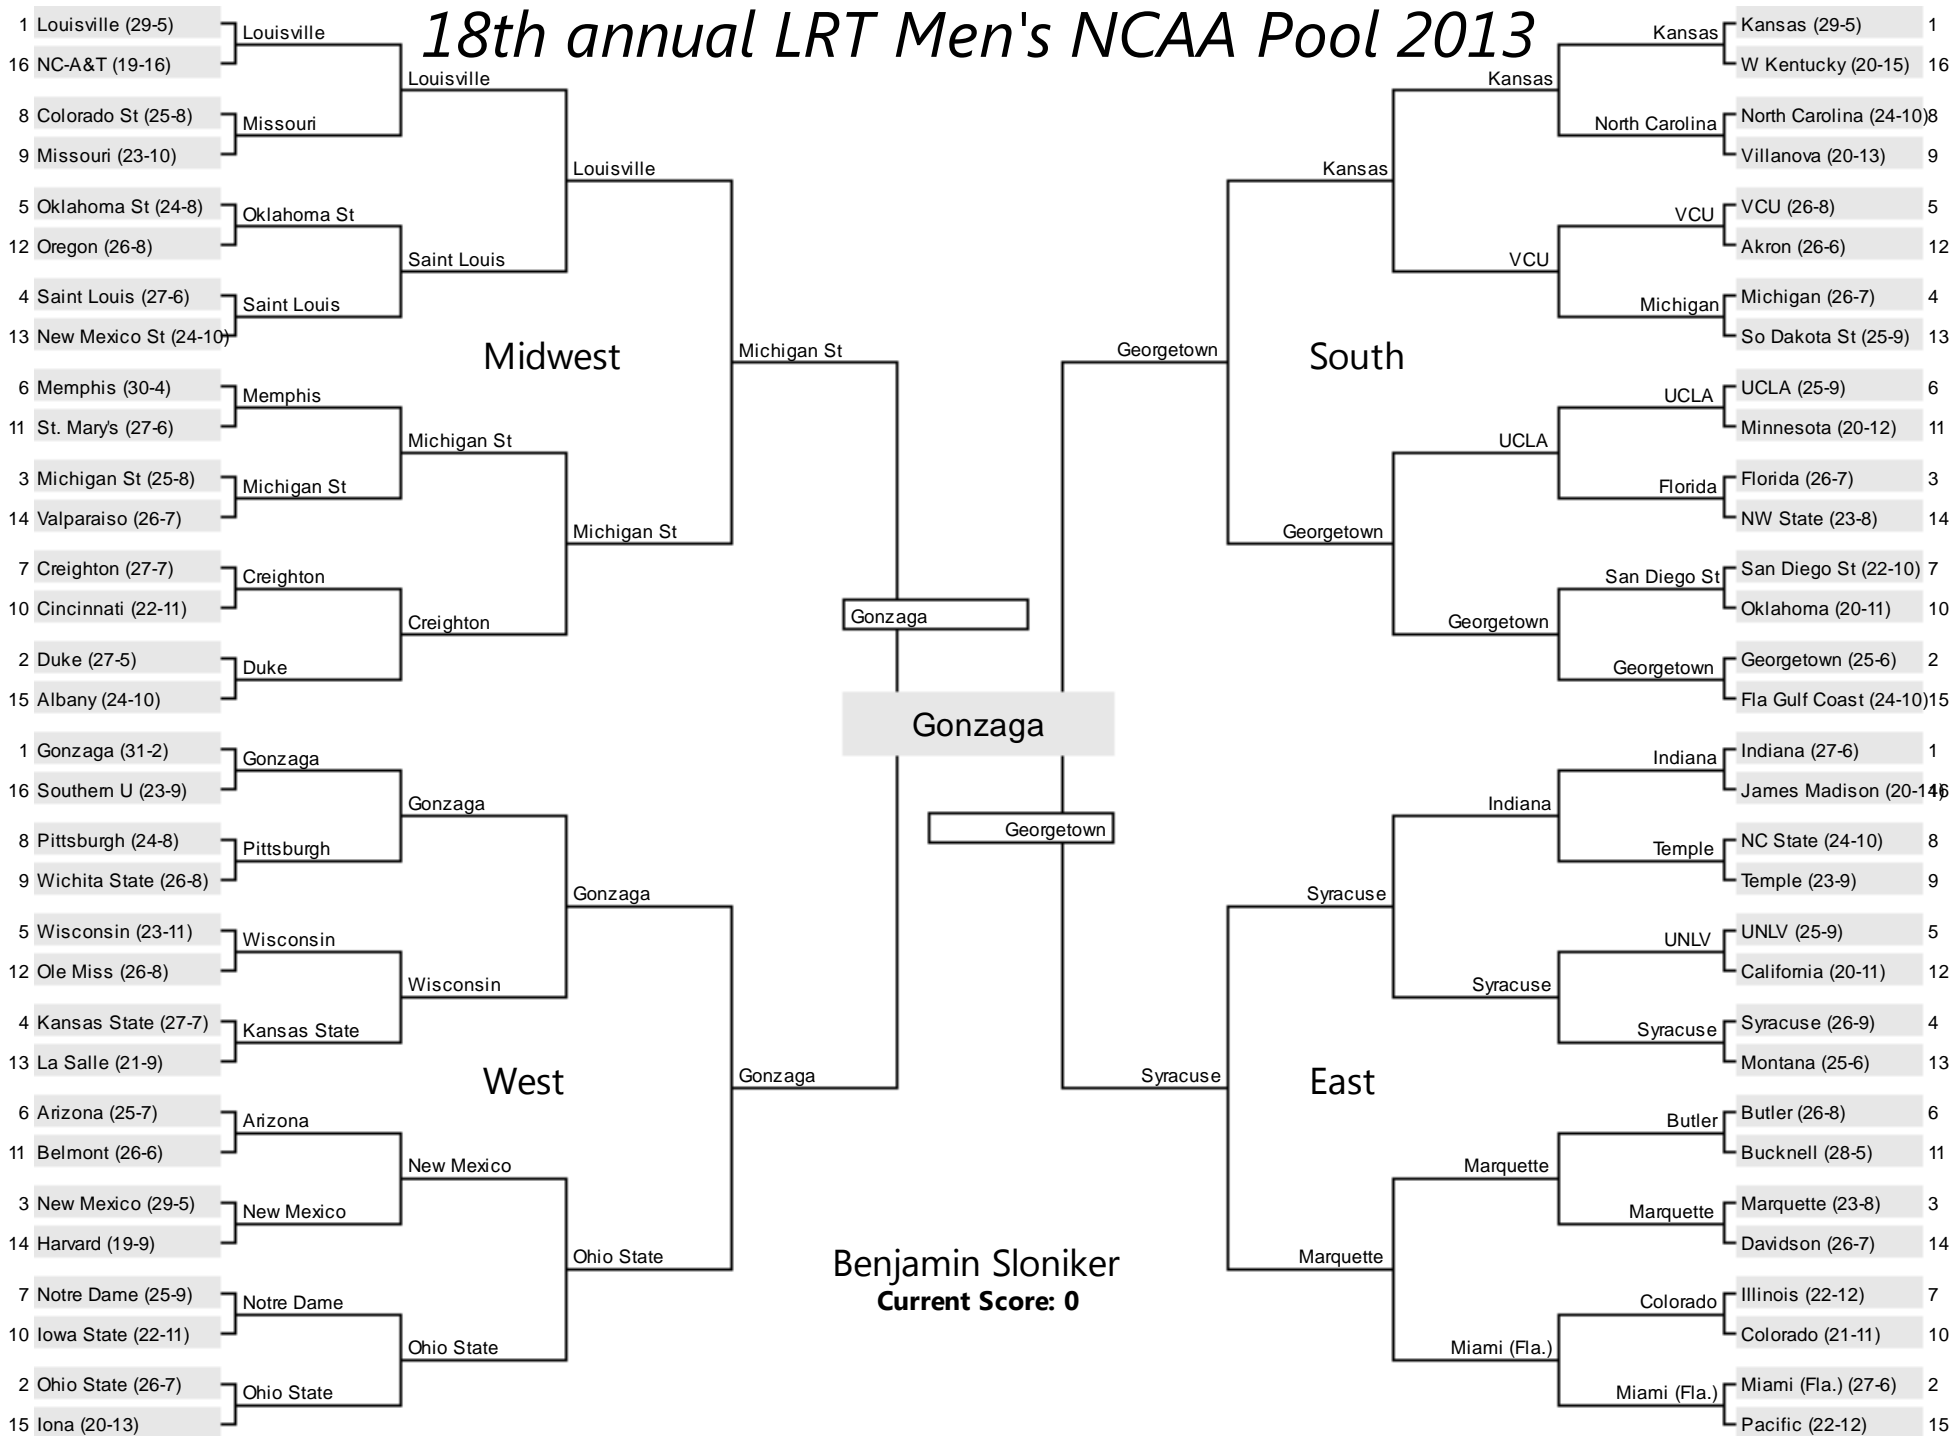 18th annual LRT Men's NCAA Pool 2013
1 Louisville (29-5)
16 NC-A&T (19-16)
8 Colorado St (25-8)
9 Missouri (23-10)
5 Oklahoma St (24-8)
12 Oregon (26-8)
4 Saint Louis (27-6)
13 New Mexico St (24-10)
6 Memphis (30-4)
11 St. Mary's (27-6)
3 Michigan St (25-8)
14 Valparaiso (26-7)
7 Creighton (27-7)
10 Cincinnati (22-11)
2 Duke (27-5)
15 Albany (24-10)
Louisville
Missouri
Oklahoma St
Saint Louis
Memphis
Michigan St
Creighton
Duke
Louisville
Saint Louis
Michigan St
Creighton
Louisville
Michigan St
Michigan St
Midwest
1 Gonzaga (31-2)
16 Southern U (23-9)
8 Pittsburgh (24-8)
9 Wichita State (26-8)
5 Wisconsin (23-11)
12 Ole Miss (26-8)
4 Kansas State (27-7)
13 La Salle (21-9)
6 Arizona (25-7)
11 Belmont (26-6)
3 New Mexico (29-5)
14 Harvard (19-9)
7 Notre Dame (25-9)
10 Iowa State (22-11)
2 Ohio State (26-7)
15 Iona (20-13)
Gonzaga
Pittsburgh
Wisconsin
Kansas State
Arizona
New Mexico
Notre Dame
Ohio State
Gonzaga
Wisconsin
New Mexico
Ohio State
Gonzaga
Ohio State
Gonzaga
West
Gonzaga
Gonzaga
Georgetown
Kansas (29-5) 1
W Kentucky (20-15) 16
North Carolina (24-10) 8
Villanova (20-13) 9
VCU (26-8) 5
Akron (26-6) 12
Michigan (26-7) 4
So Dakota St (25-9) 13
UCLA (25-9) 6
Minnesota (20-12) 11
Florida (26-7) 3
NW State (23-8) 14
San Diego St (22-10) 7
Oklahoma (20-11) 10
Georgetown (25-6) 2
Fla Gulf Coast (24-10) 15
Kansas
North Carolina
VCU
Michigan
UCLA
Florida
San Diego St
Georgetown
Kansas
VCU
UCLA
Georgetown
Kansas
Georgetown
Georgetown
South
Indiana (27-6) 1
James Madison (20-14) 16
NC State (24-10) 8
Temple (23-9) 9
UNLV (25-9) 5
California (20-11) 12
Syracuse (26-9) 4
Montana (25-6) 13
Butler (26-8) 6
Bucknell (28-5) 11
Marquette (23-8) 3
Davidson (26-7) 14
Illinois (22-12) 7
Colorado (21-11) 10
Miami (Fla.) (27-6) 2
Pacific (22-12) 15
Indiana
Temple
UNLV
Syracuse
Butler
Marquette
Colorado
Miami (Fla.)
Indiana
Syracuse
Marquette
Miami (Fla.)
Syracuse
Marquette
Syracuse
East
Benjamin Sloniker
Current Score: 0